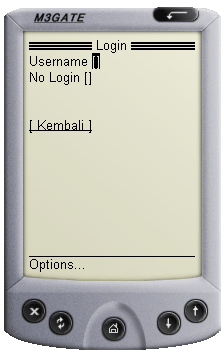 M3GATE
Login
Username []
No Login []
[ Kembali ]
Options...